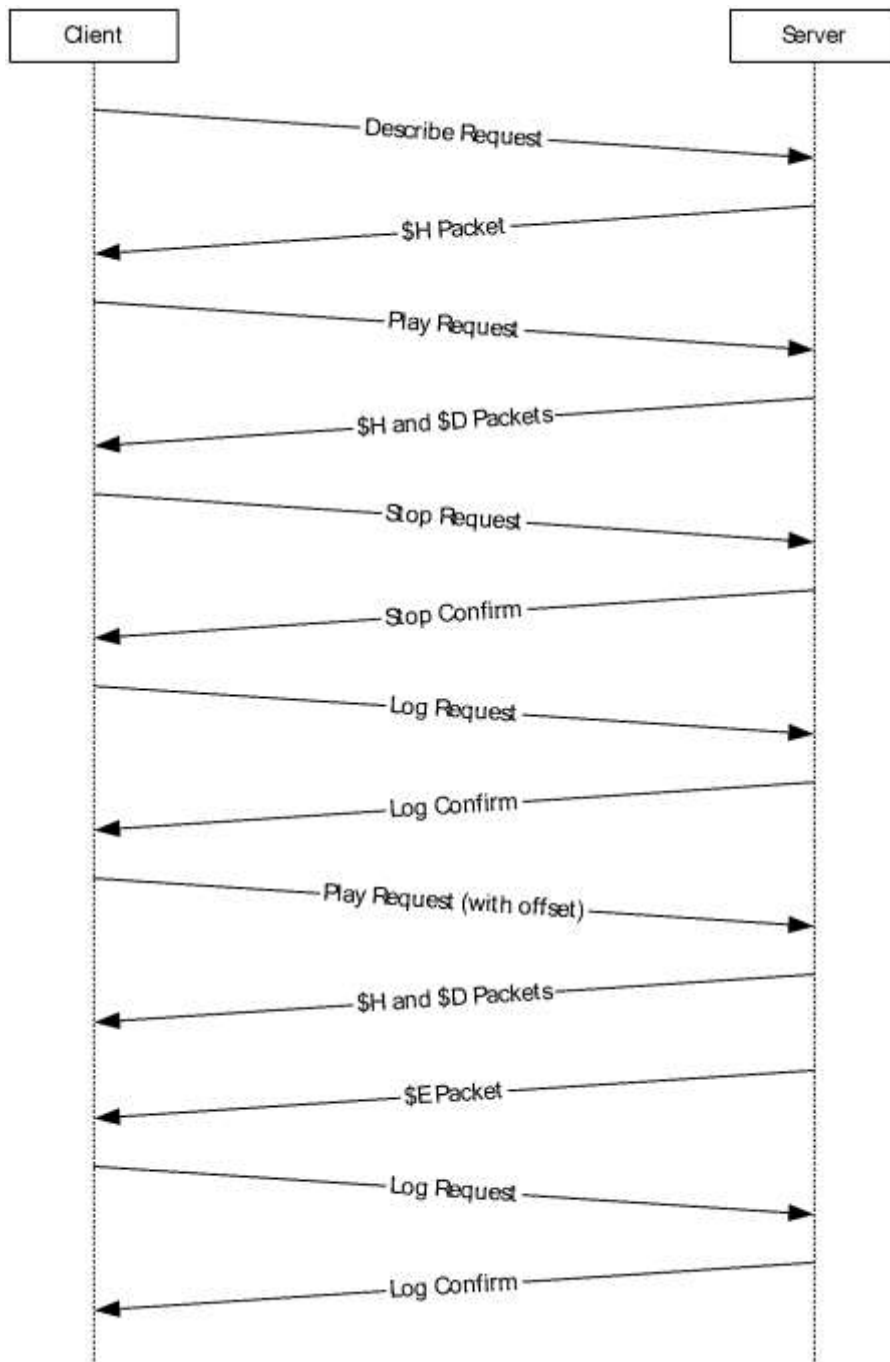 Client
Server
Describe Request
$H Packet
Play Request
$H and $D Packets
Stop Request
Stop Confirm
Log Request
Log Confirm
Play Request (with offset)
$H and $D Packets
$E Packet
Log Request
Log Confirm